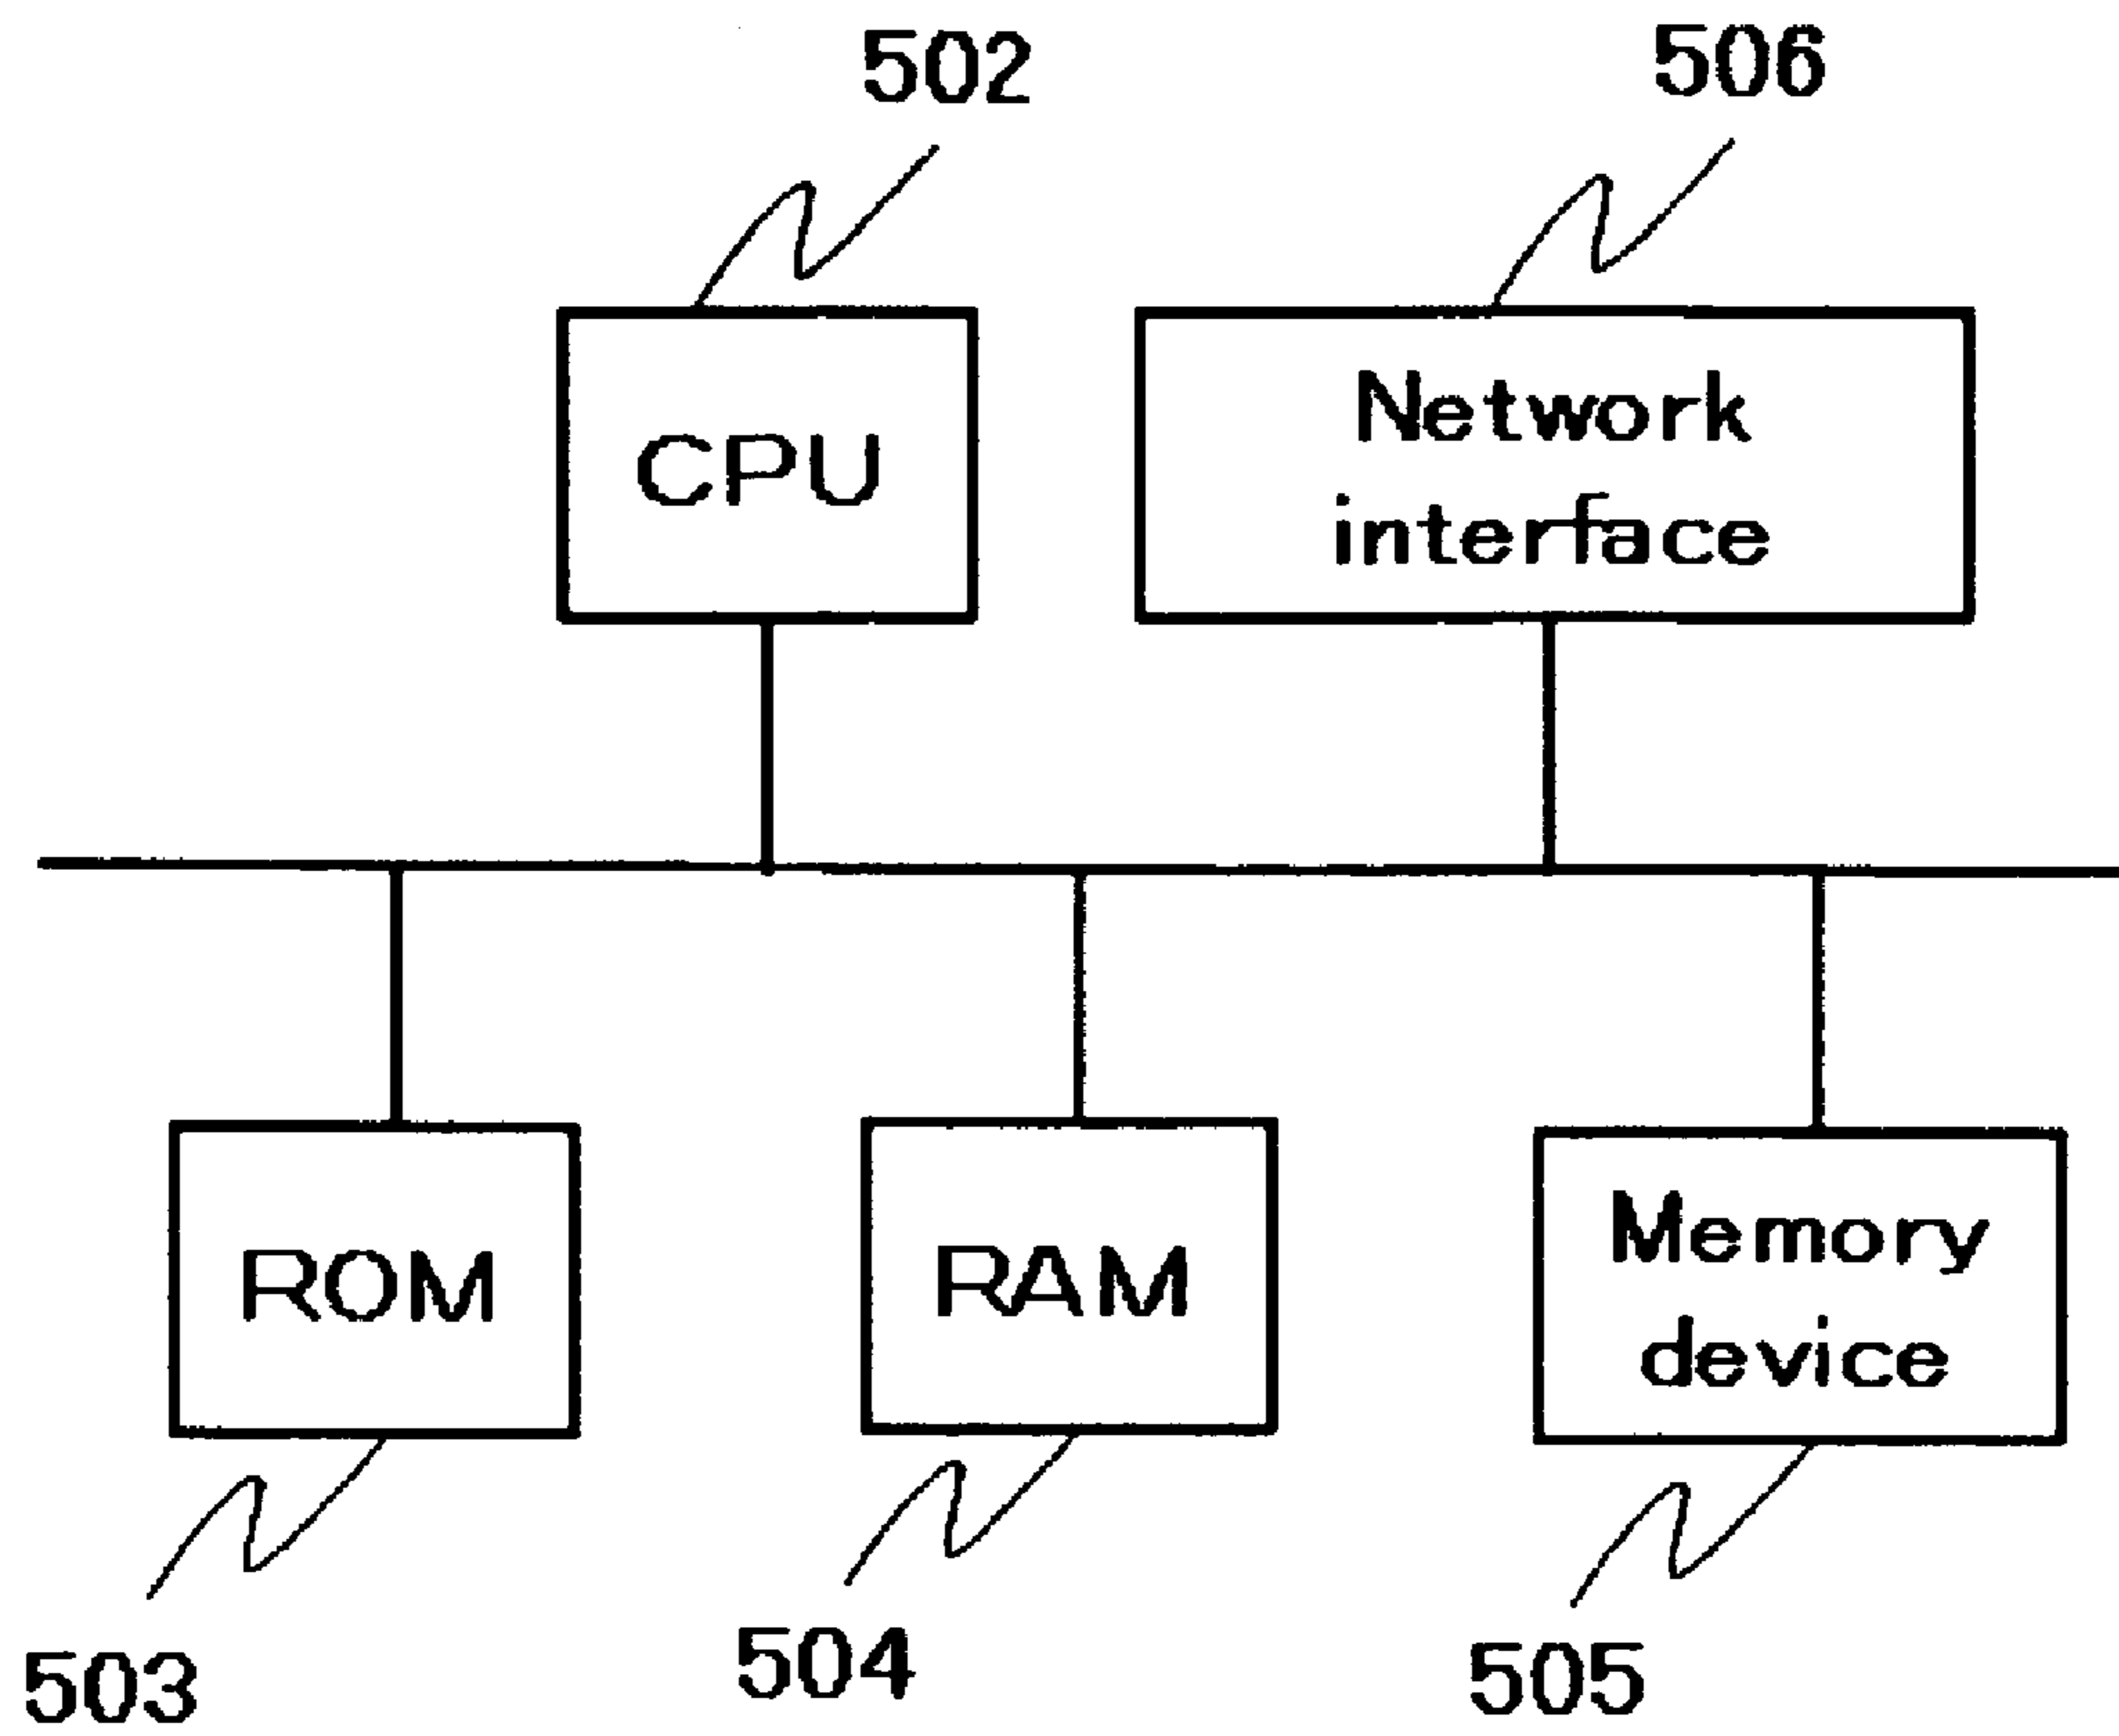 502
506
CPU
Network
interface
ROM
RAM
Memory
device
503
504
505